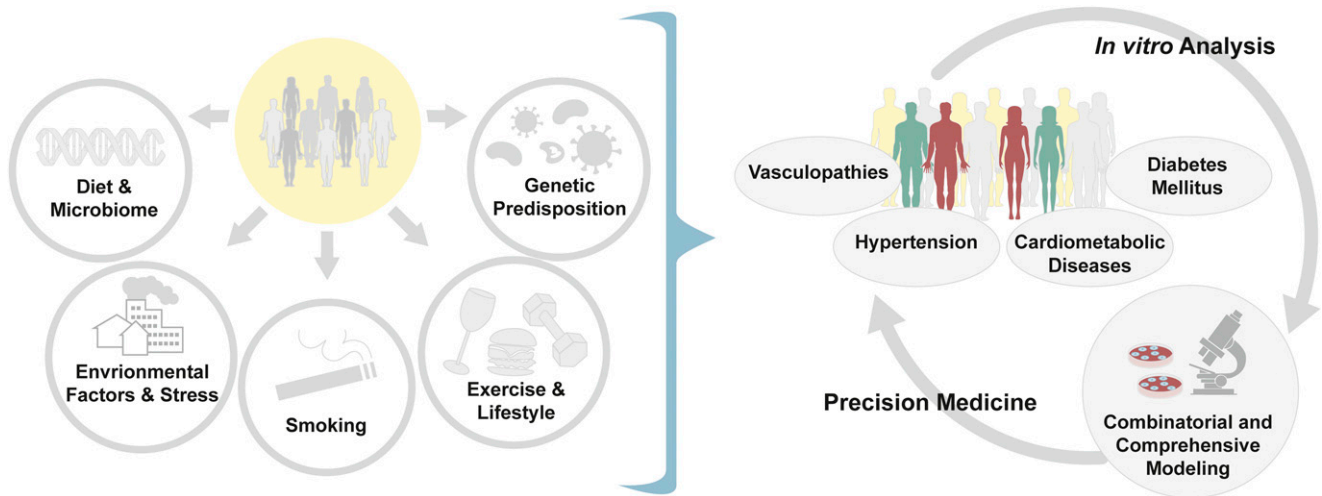 Diet &
Microbiome
Genetic
Predisposition
Envrionmental
Factors & Stress
Smoking
Exercise &
Lifestyle
In vitro Analysis
Vasculopathies
Diabetes
Mellitus
Hypertension
Cardiometabolic
Diseases
Precision Medicine
Combinatorial and
Comprehensive
Modeling